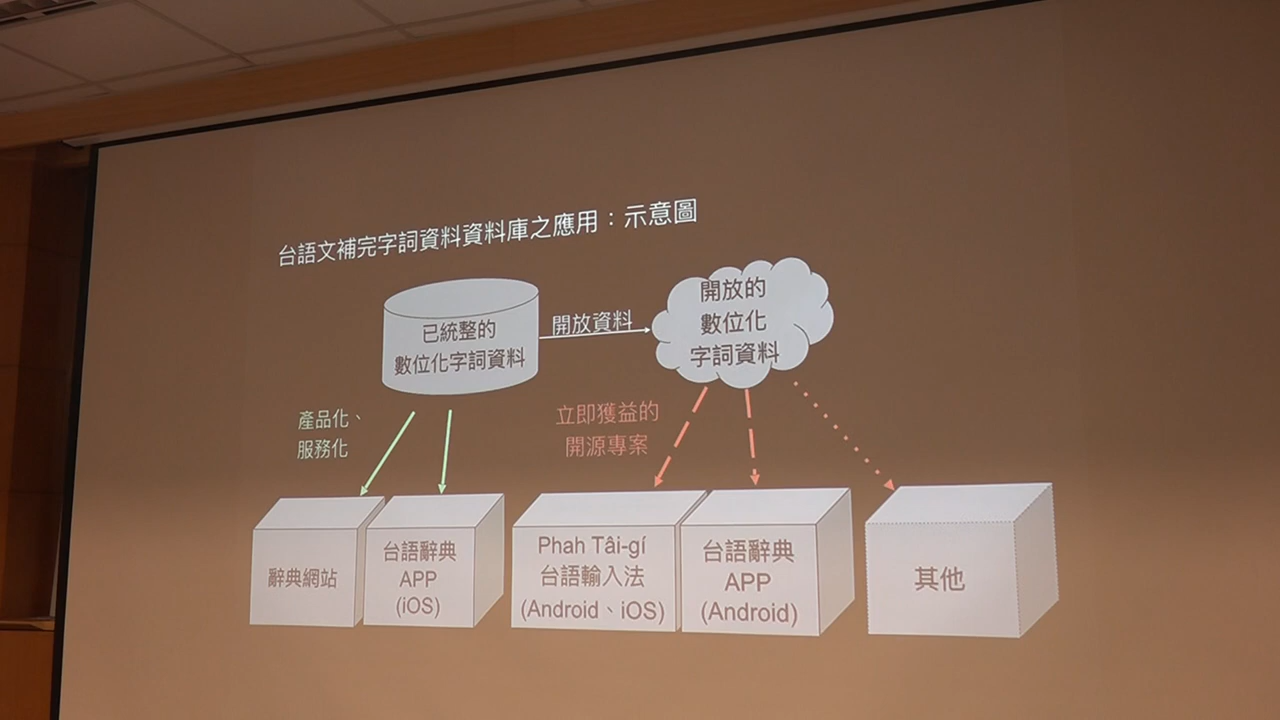 台語文補完字詞資料資料庫之應用：示意圖
已統整的
數位化字詞資料
開放資料
開放的
數位化
字詞資料
產品化、
服務化
立即獲益的
開源專案
辭典網站
台語辭典
APP
(iOS)
Phah Tâi-gí
台語輸入法
(Android、iOS)
台語辭典
APP
(Android)
其他